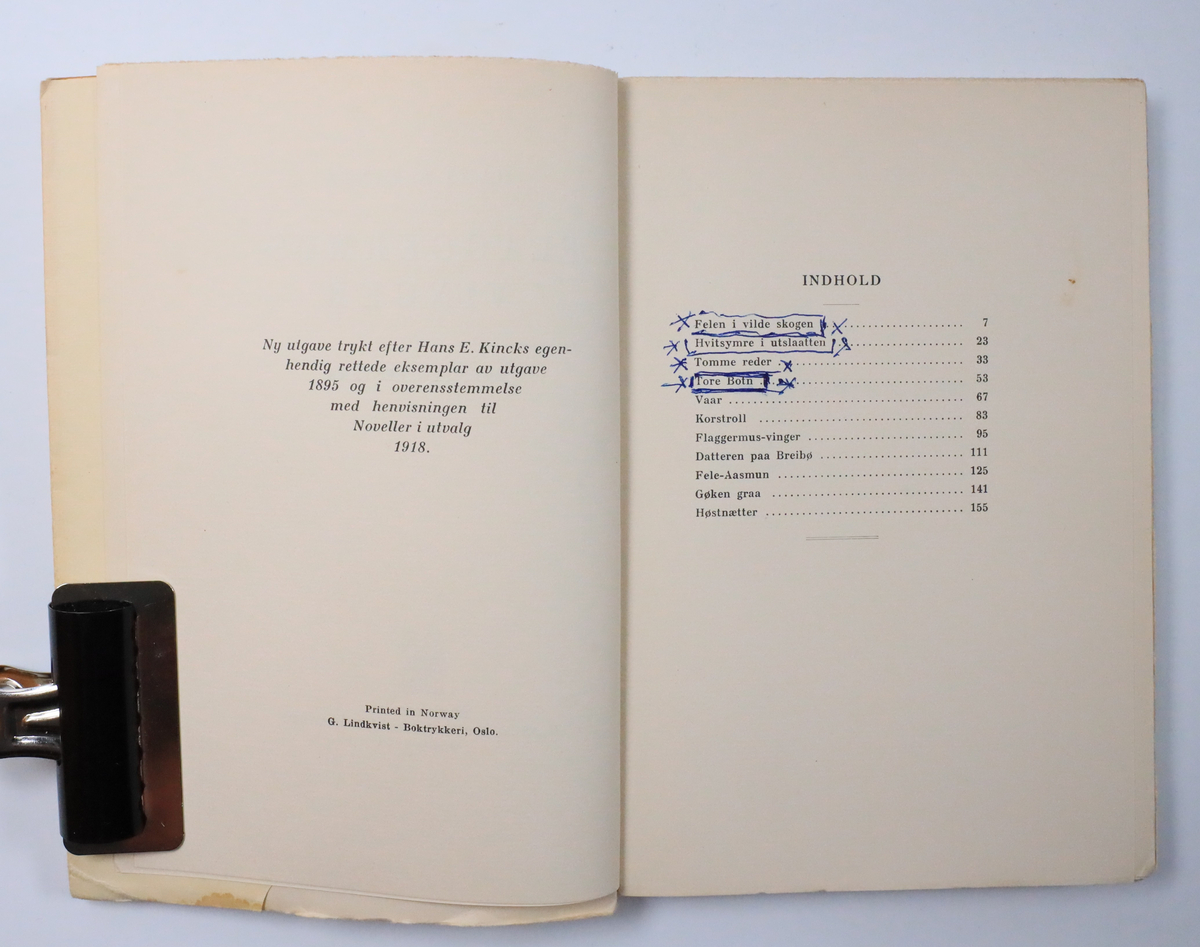 Ny utgave trykt efter Hans E. Kincks egen-
hendig rettede eksemplar av utgave
1895 og i overensstemmelse
med henvisningen til
Noveller i utvalg
1918.
Printed in Norway
G. Lindkvist - Boktrykkeri, Oslo.
INDHOLD
Felen i vilde skogen .................... 7
Hvitsymre i utslaatten .................... 23
Tomme reder .................... 33
Tore Botn .................... 53
Vaar .................... 67
Korstroll .................... 83
Flaggermus-vinger .................... 95
Datteren paa Breibø .................... 111
Fele-Aasmun .................... 125
Gøken graa .................... 141
Høstnætter .................... 155